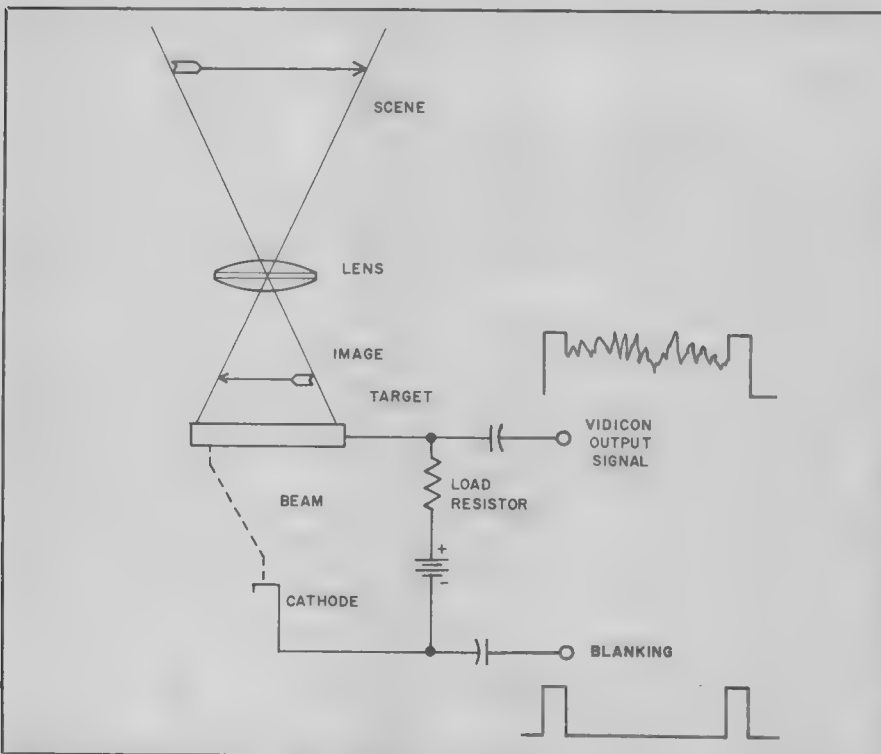 SCENE
LENS
IMAGE
TARGET
VIDICON
OUTPUT
SIGNAL
LOAD
RESISTOR
BEAM
+
-
CATHODE
BLANKING